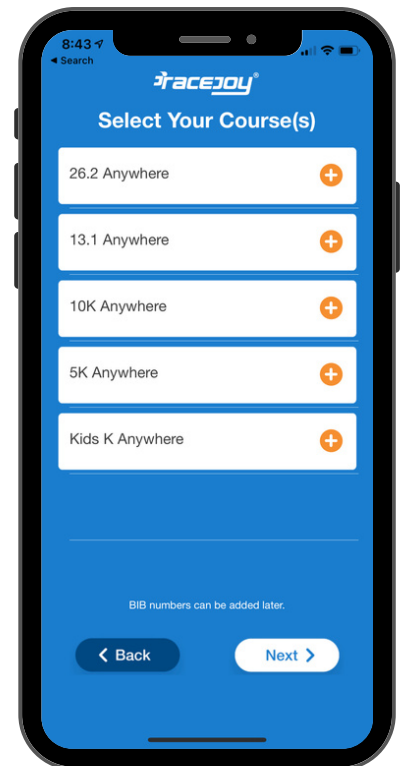 8:43
◀ Search
RaceJoy®
Select Your Course(s)
26.2 Anywhere
13.1 Anywhere
10K Anywhere
5K Anywhere
Kids K Anywhere
BIB numbers can be added later.
Back
Next